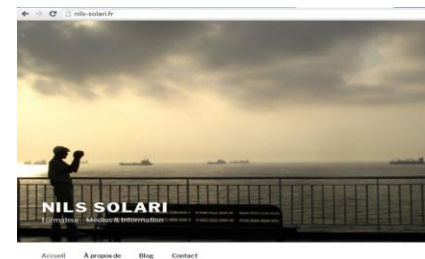 nils-solari.fr
NILS SOLARI
Formateur - Médias & Information
Accueil À propos de Blog Contact